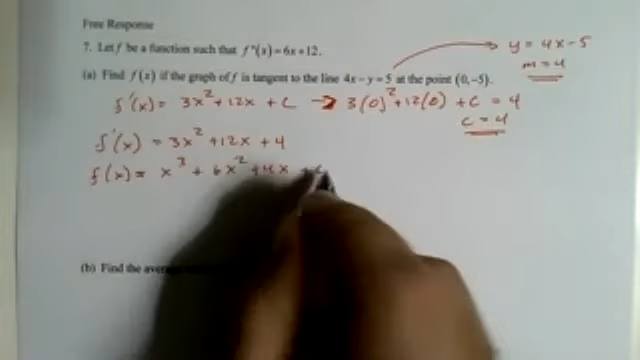 Free Response
7. Let f be a function such that f''(x) = 6x + 12.
y = 4x - 5
m = 4
(a) Find f(x) if the graph of f is tangent to the line 4x - y = 5 at the point (0, -5).
f'(x) = 3x² + 12x + C → 3(0)² + 12(0) + C = 4
C = 4
f'(x) = 3x² + 12x + 4
f(x) = x³ + 6x² + 4x + C
(b) Find the average